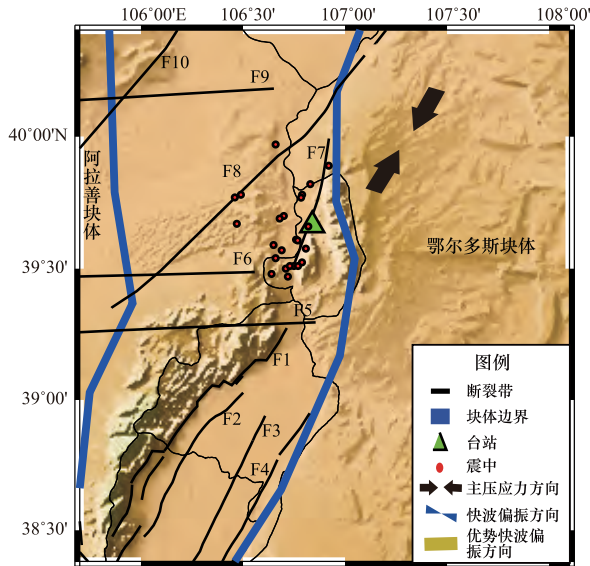 106°00′E 106.5° 107°00′ 107.5° 108°00′
F10
F9
40°00′N
阿拉善块体
F7
F8
鄂尔多斯块体
F6
39°30′
F5
图例
F1
断裂带
39°00′
F2
块体边界
F3
台站
F4
震中
主压应力方向
38°30′
快波偏振方向
优势快波偏
振方向